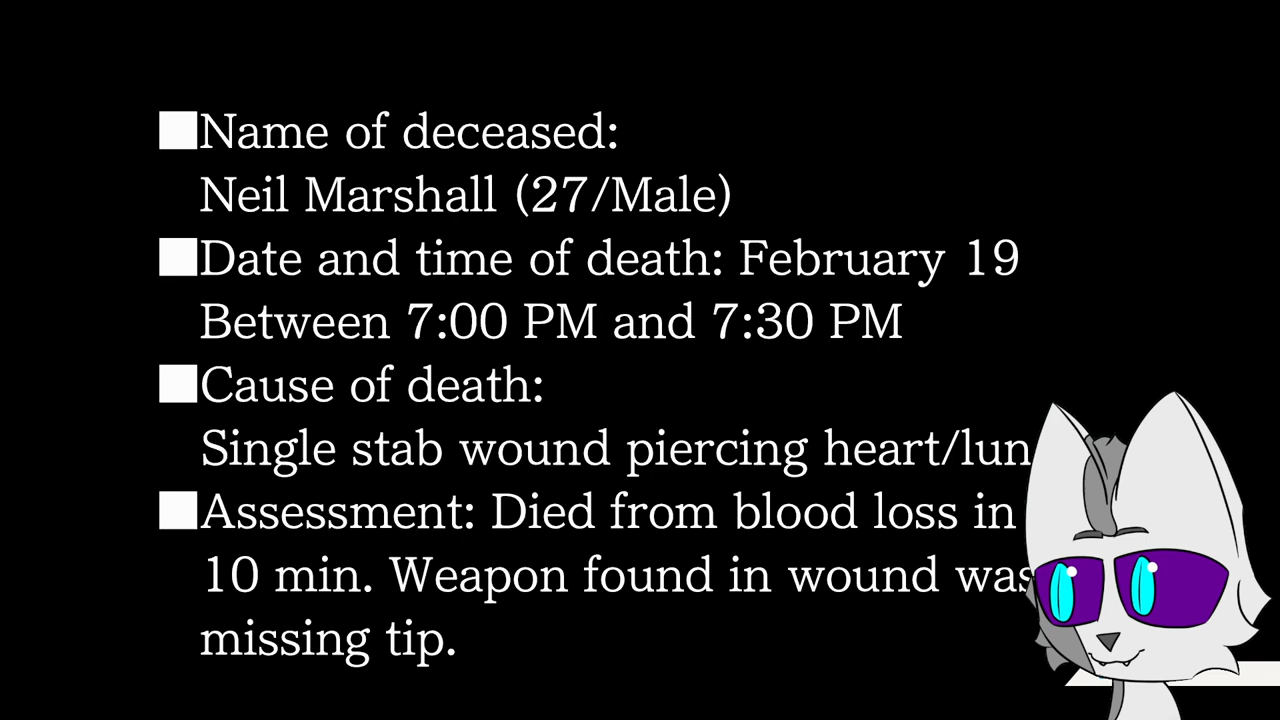 ■Name of deceased:
Neil Marshall (27/Male)
■Date and time of death: February 19
Between 7:00 PM and 7:30 PM
■Cause of death:
Single stab wound piercing heart/lun
■Assessment: Died from blood loss in
10 min. Weapon found in wound was
missing tip.